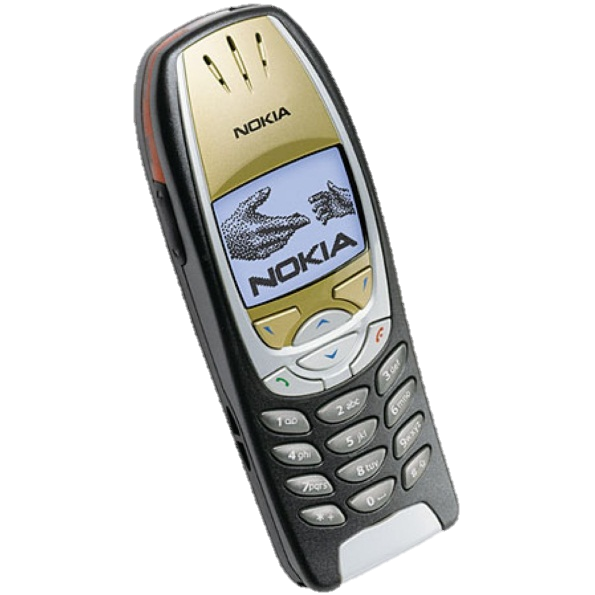 NOKIA
NOKIA
1 2 abc 3 def
4 ghi 5 jkl 6 mno
7 pqrs 8 tuv 9 wxyz
* + 0 #